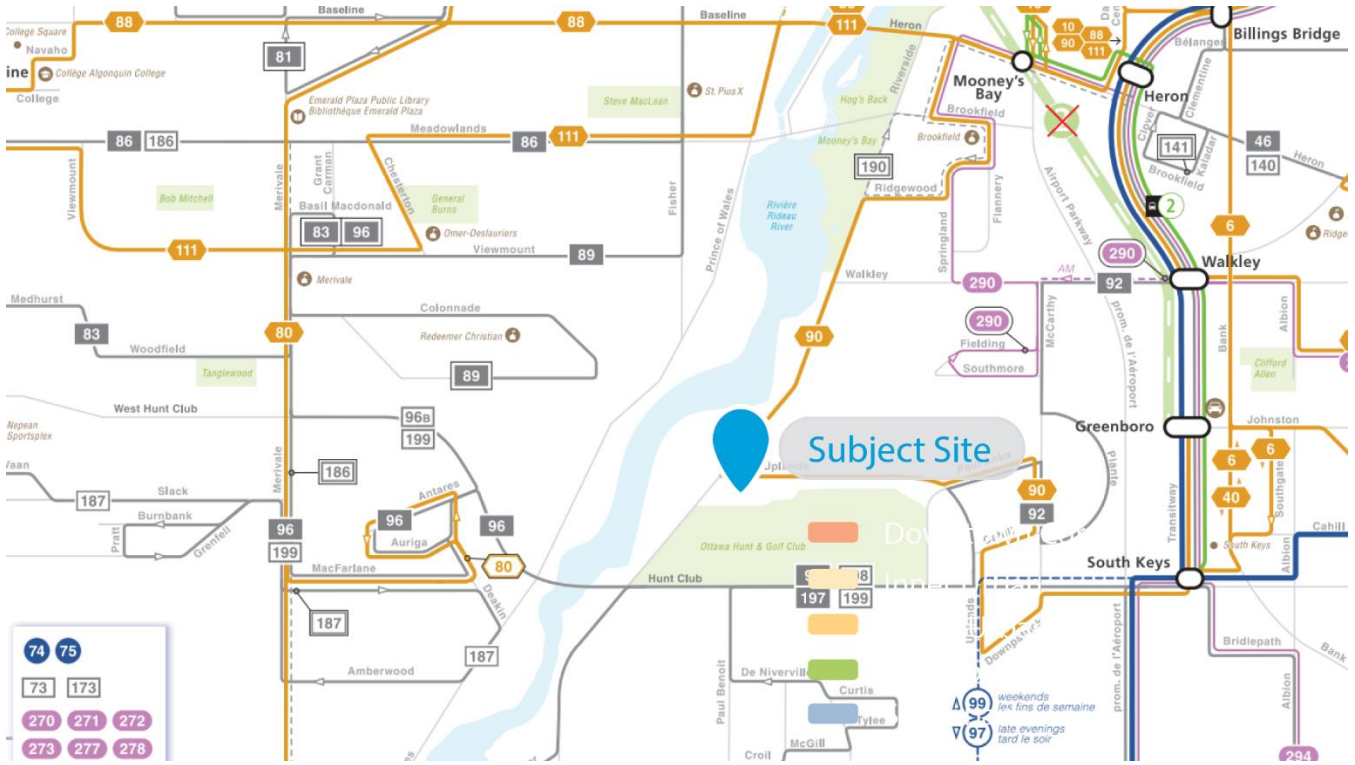 Baseline
88
88
Baseline
111
Heron
10
88
90
111
Billings Bridge
College Square
Navaho
Collège Algonquin College
College
81
Emerald Plaza Public Library
Bibliothèque Emerald Plaza
Steve MacLean
St. Pius X
Riverside
Hog's Back
Mooney's
Bay
Heron
Bélanger
Clementine
Brookfield
86
186
Meadowlands
86
111
Mooney's Bay
Brookfield
190
Clover
141
Kaladar
Brookfield
46
140
Heron
Viewmount
Bob Mitchell
Merivale
Grant
Carman
Chesterton
General
Burns
Fisher
Ridgewood
Flannery
Airport Parkway
2
Basil Macdonald
83
96
Omer-Deslauriers
Rivière
Rideau
River
Prince of Wales
Springland
6
111
Viewmount
89
Walkley
290
Walkley
Merivale
AM
290
92
Medhurst
83
Colonnade
290
McCarthy
prom. de l'Aéroport
Bank
Albion
80
Redeemer Christian
90
Fielding
Woodfield
Tanglewood
89
Southmore
Clifford
Allen
West Hunt Club
96B
199
Nepean
Sportsplex
Greenboro
Johnston
Merivale
186
Subject Site
Uplands
Plante
6
6
Slack
187
Antares
90
92
40
Southgate
Burnbank
Pratt
Grenfell
96
199
96
Auriga
96
Ottawa Hunt & Golf Club
Transitway
South Keys
Albion
Cahill
MacFarlane
80
Hunt Club
197
199
South Keys
187
Deakin
Uplands
187
Amberwood
De Niverville
Bridlepath
Bank
74
75
73
173
270
271
272
273
277
278
Paul Benoit
Curtis
Tylee
McGill
Croil
99
weekends
les fins de semaine
97
late evenings
tard le soir
prom. de l'Aéroport
Albion
294